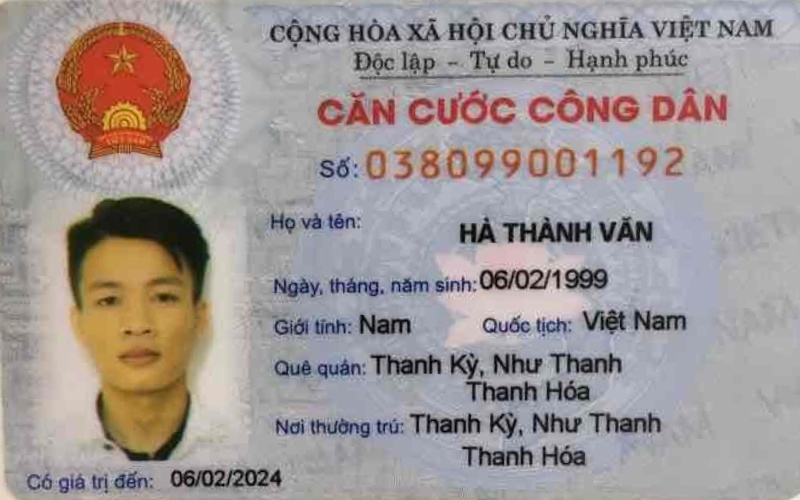 CỘNG HÒA XÃ HỘI CHỦ NGHĨA VIỆT NAM
Độc lập – Tự do – Hạnh phúc
CĂN CƯỚC CÔNG DÂN
Số: 038099001192
Họ và tên: HÀ THÀNH VĂN
Ngày, tháng, năm sinh: 06/02/1999
Giới tính: Nam Quốc tịch: Việt Nam
Quê quán: Thanh Kỳ, Như Thanh
Thanh Hóa
Nơi thường trú: Thanh Kỳ, Như Thanh
Thanh Hóa
Có giá trị đến: 06/02/2024